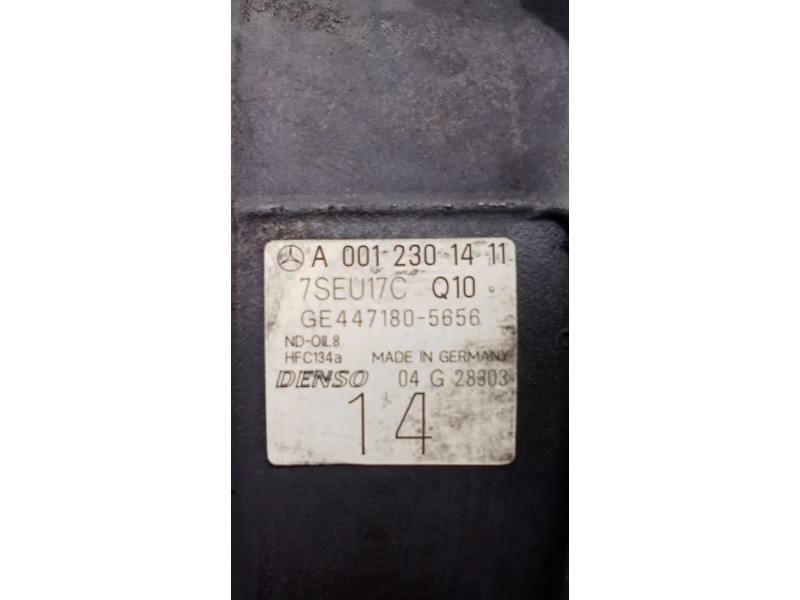 A 001 230 14 11
7SEU17C Q10
GE447180-5656
ND-OIL8
HFC134a MADE IN GERMANY
DENSO 04 G 28303
14